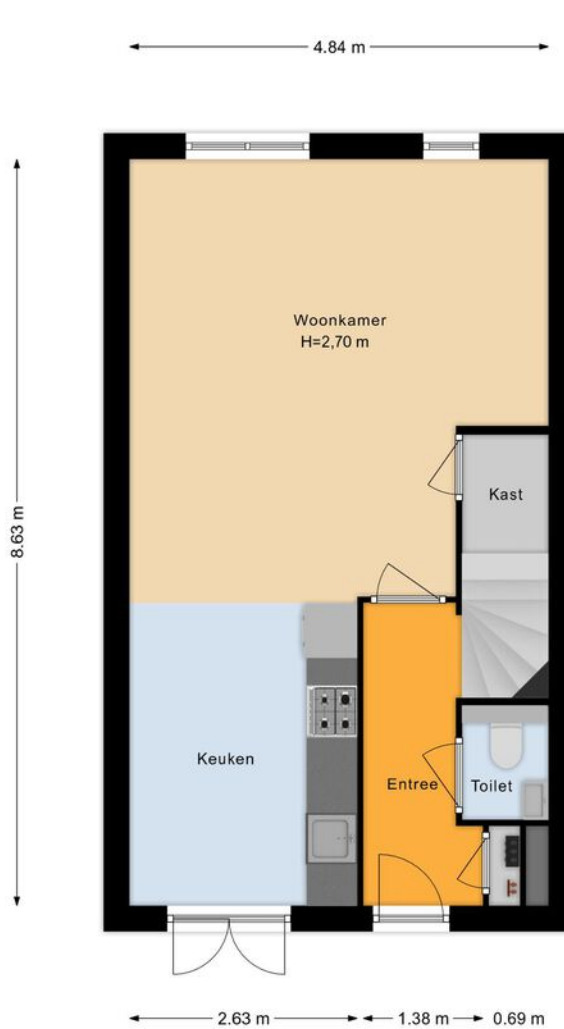 4.84 m
Woonkamer
H=2,70 m
8.63 m
Kast
Keuken
Entree
Toilet
2.63 m
1.38 m
0.69 m